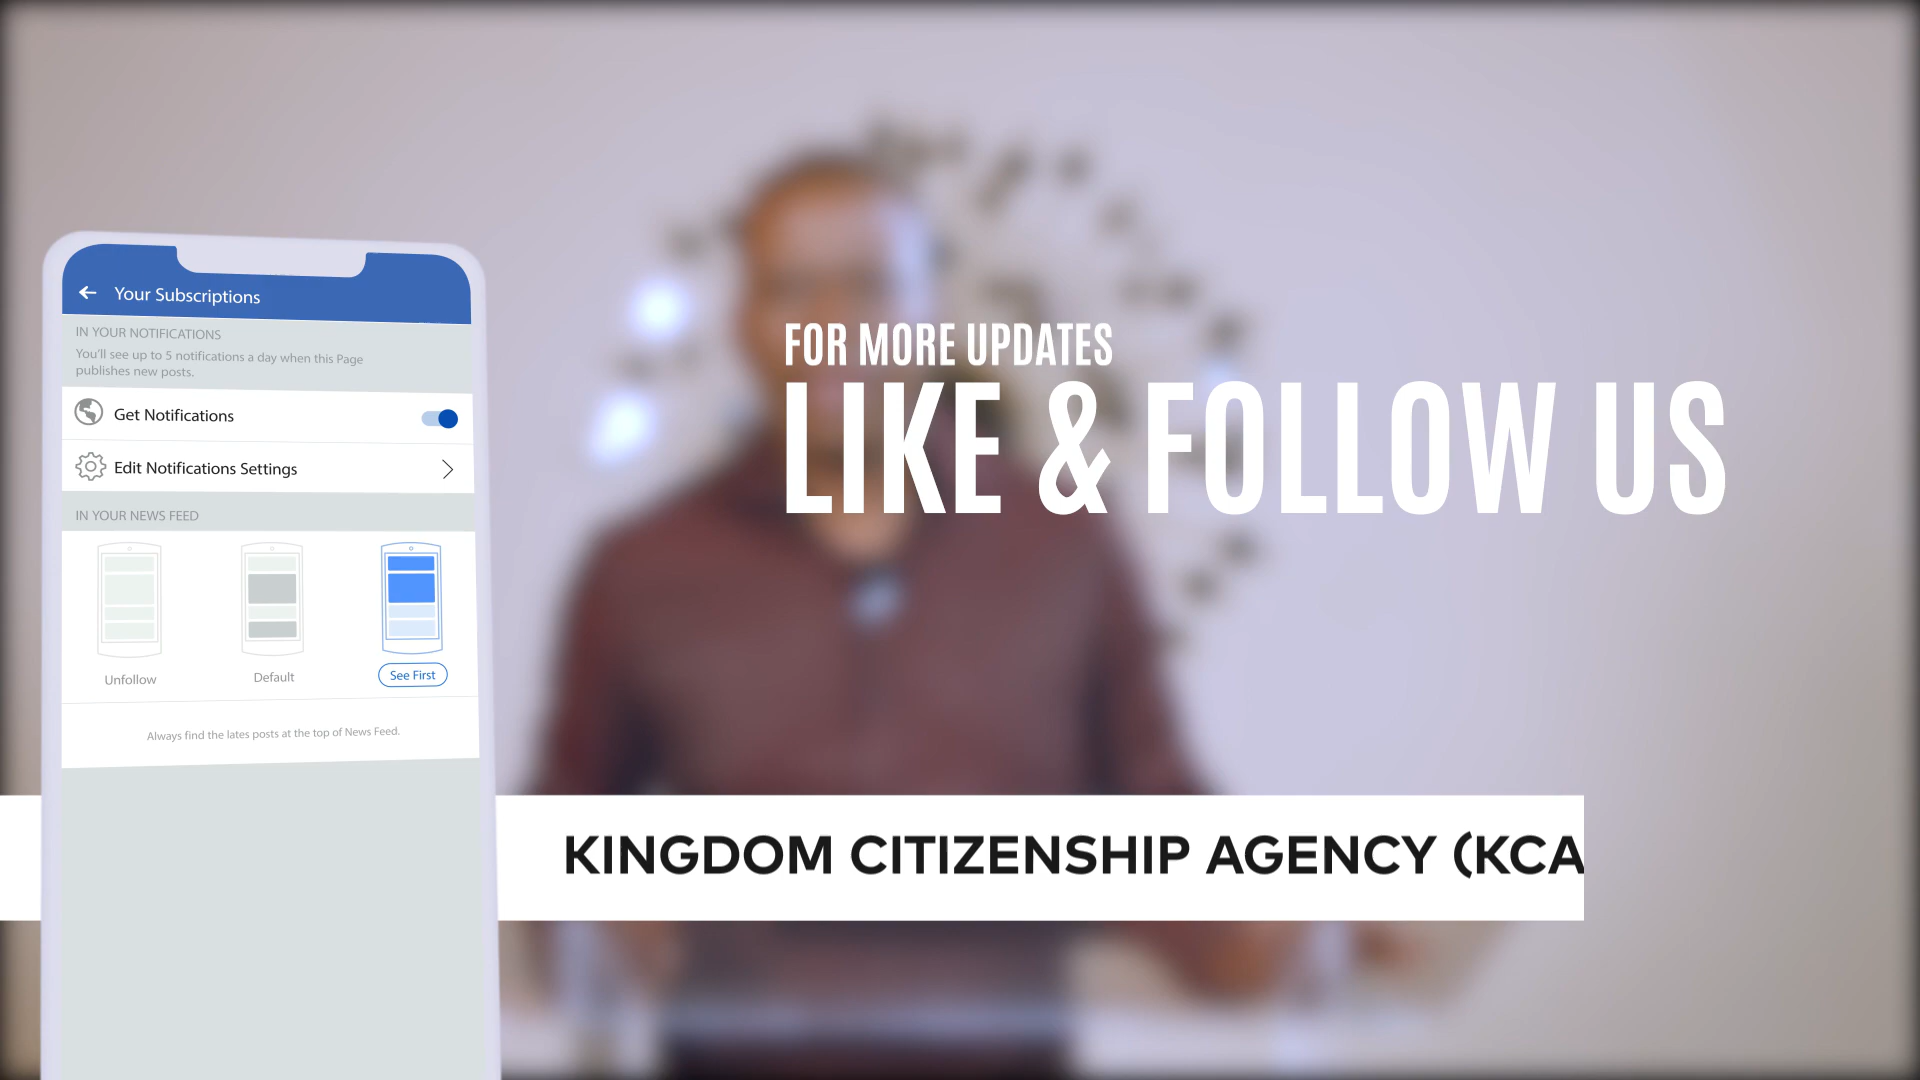 Your Subscriptions
IN YOUR NOTIFICATIONS
You'll see up to 5 notifications a day when this Page
publishes new posts.
Get Notifications
Edit Notifications Settings
IN YOUR NEWS FEED
Unfollow
Default
See First
Always find the lates posts at the top of News Feed.
FOR MORE UPDATES
LIKE & FOLLOW US
KINGDOM CITIZENSHIP AGENCY (KCA